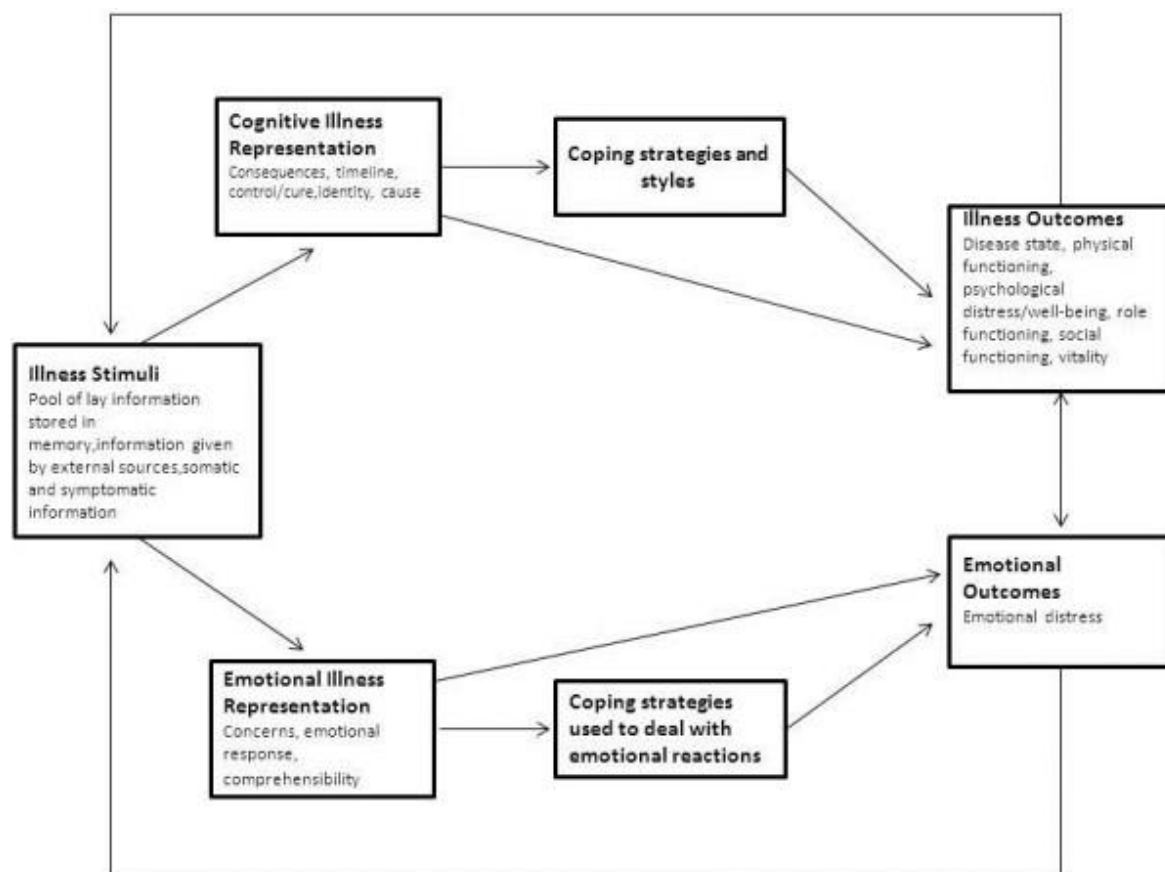 Cognitive Illness
Representation
Consequences, timeline,
control/cure,identity, cause
Coping strategies and
styles
Illness Outcomes
Disease state, physical
functioning,
psychological
distress/well-being, role
functioning, social
functioning, vitality
Illness Stimuli
Pool of lay information
stored in
memory,information given
by external sources,somatic
and symptomatic
information
Emotional
Outcomes
Emotional distress
Emotional Illness
Representation
Concerns, emotional
response,
comprehensibility
Coping strategies
used to deal with
emotional reactions